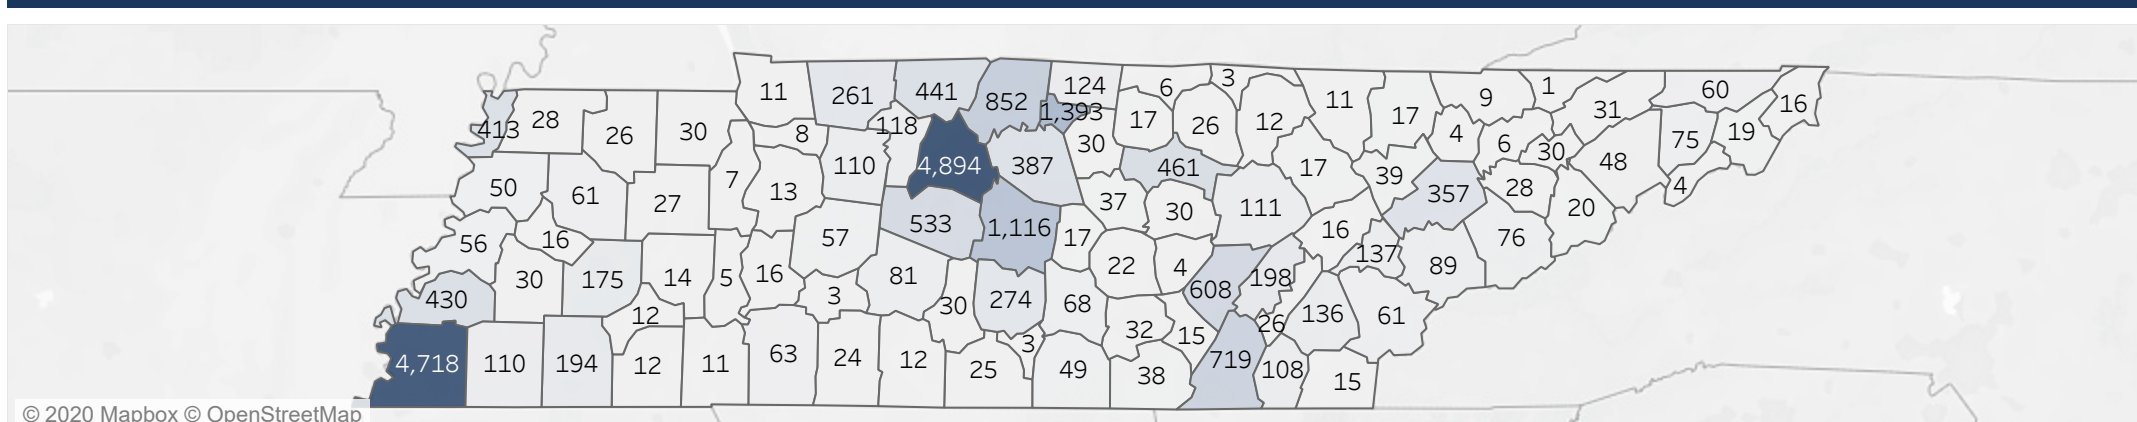 3
11 261 441 852 124 6 11 17 9 1 31 60 16
413 28 26 30 8 118 1,393 17 26 12 4 6 30 75 19
4,894 387 30 461 17 39 357 28 48 4
50 61 27 7 13 110 37 30 111 20
56 16 57 533 1,116 17 16 137 76
430 30 175 14 5 16 3 81 30 274 68 22 4 608 198 89
12 32 15 26 136 61
4,718 110 194 12 11 63 24 12 25 3 49 38 719 108 15
© 2020 Mapbox © OpenStreetMap